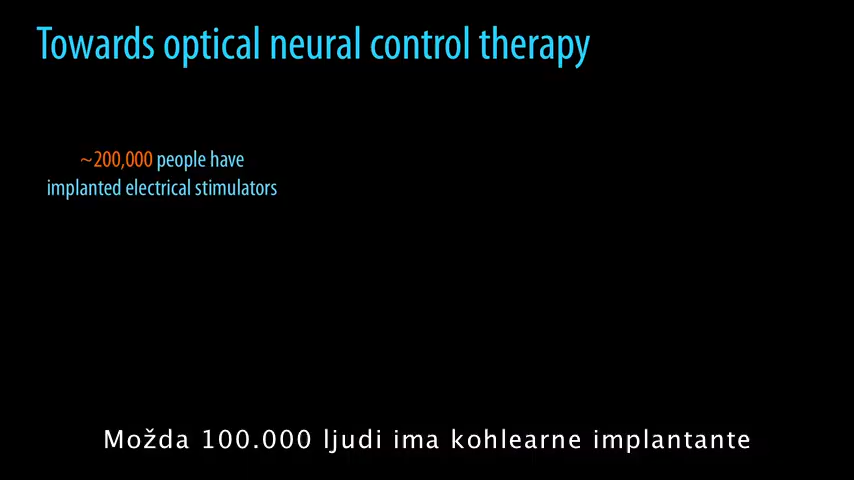 Towards optical neural control therapy
~200,000 people have
implanted electrical stimulators
Možda 100.000 ljudi ima kohlearne implantante